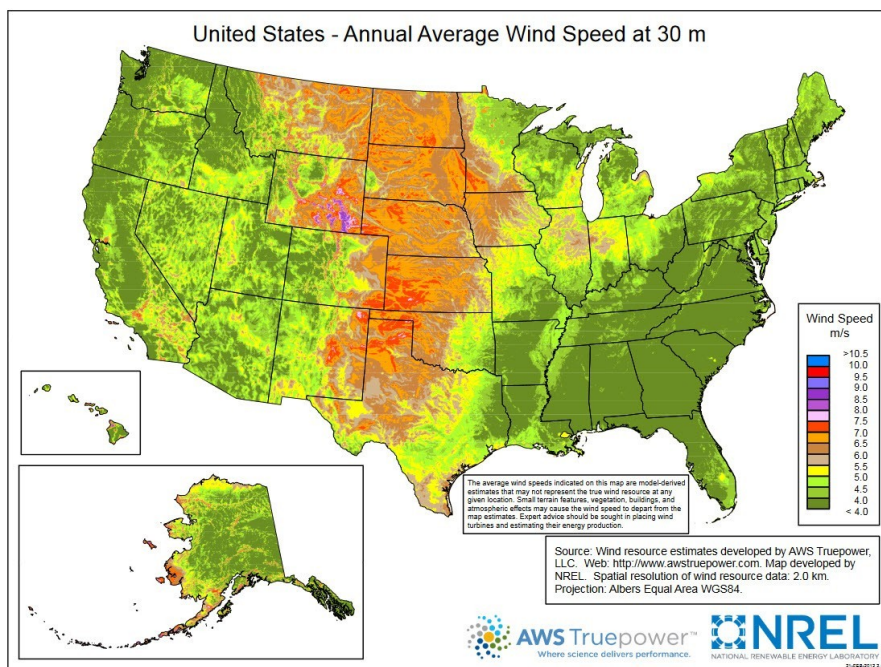 United States - Annual Average Wind Speed at 30 m
Wind Speed
m/s
>10.5
10.0
9.5
9.0
8.5
8.0
7.5
7.0
6.5
6.0
5.5
5.0
4.5
4.0
< 4.0
The average wind speeds indicated on this map are model-derived
estimates that may not represent the true wind resource at any
given location. Small terrain features, vegetation, buildings, and
atmospheric effects may cause the wind speed to depart from the
map estimates. Expert advice should be sought in placing wind
turbines and estimating their energy production.
Source: Wind resource estimates developed by AWS Truepower,
LLC. Web: http://www.awstruepower.com. Map developed by
NREL. Spatial resolution of wind resource data: 2.0 km.
Projection: Albers Equal Area WGS84.
AWS Truepower™
Where science delivers performance.
NREL
NATIONAL RENEWABLE ENERGY LABORATORY